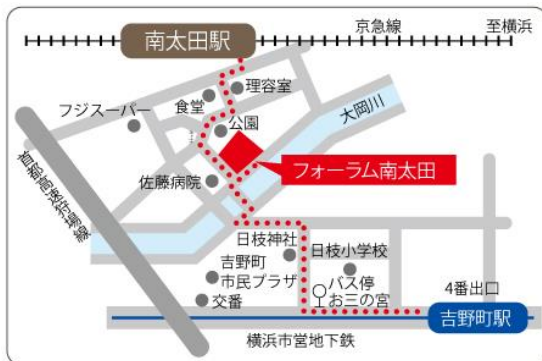 京急線
至横浜
南太田駅
理容室
食堂
フジスーパー
公園
大岡川
首都高速狩場線
佐藤病院
フォーラム南太田
日枝神社
日枝小学校
吉野町
市民プラザ
バス停
お三の宮
交番
4番出口
吉野町駅
横浜市営地下鉄